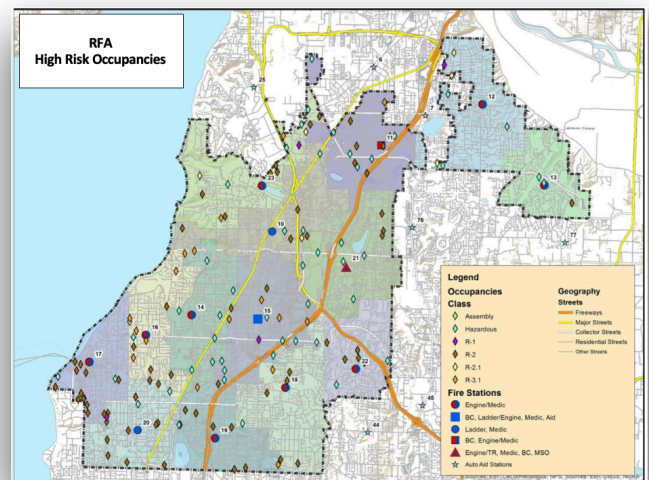 RFA
High Risk Occupancies
25
6
7
12
11
13
23
10
76
77
21
14
15
16
17
22
18
20
19
45
44
Legend
Occupancies
Class
Assembly
Hazardous
R-1
R-2
R-2.1
R-3.1
Fire Stations
Engine/Medic
BC, Ladder/Engine, Medic, Aid
Ladder, Medic
BC, Engine/Medic
Engine/TR, Medic, BC, MSO
Auto Aid Stations
Geography
Streets
Freeways
Major Streets
Collector Streets
Residential Streets
Other Streets